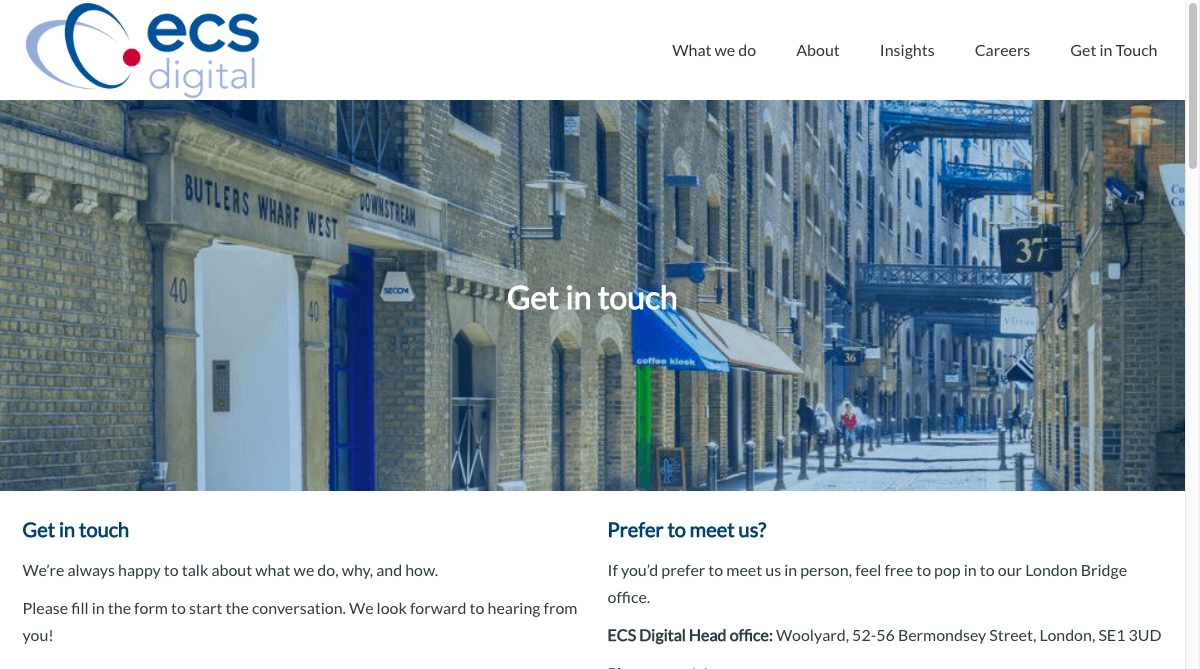 ecs
digital
What we do
About
Insights
Careers
Get in Touch
BUTLERS WHARF WEST
DOWNSTREAM
40
40
SECOM
37
Get in touch
coffee kiosk
36
Get in touch
We’re always happy to talk about what we do, why, and how.
Please fill in the form to start the conversation. We look forward to hearing from
you!
Prefer to meet us?
If you’d prefer to meet us in person, feel free to pop in to our London Bridge
office.
ECS Digital Head office: Woolyard, 52-56 Bermondsey Street, London, SE1 3UD